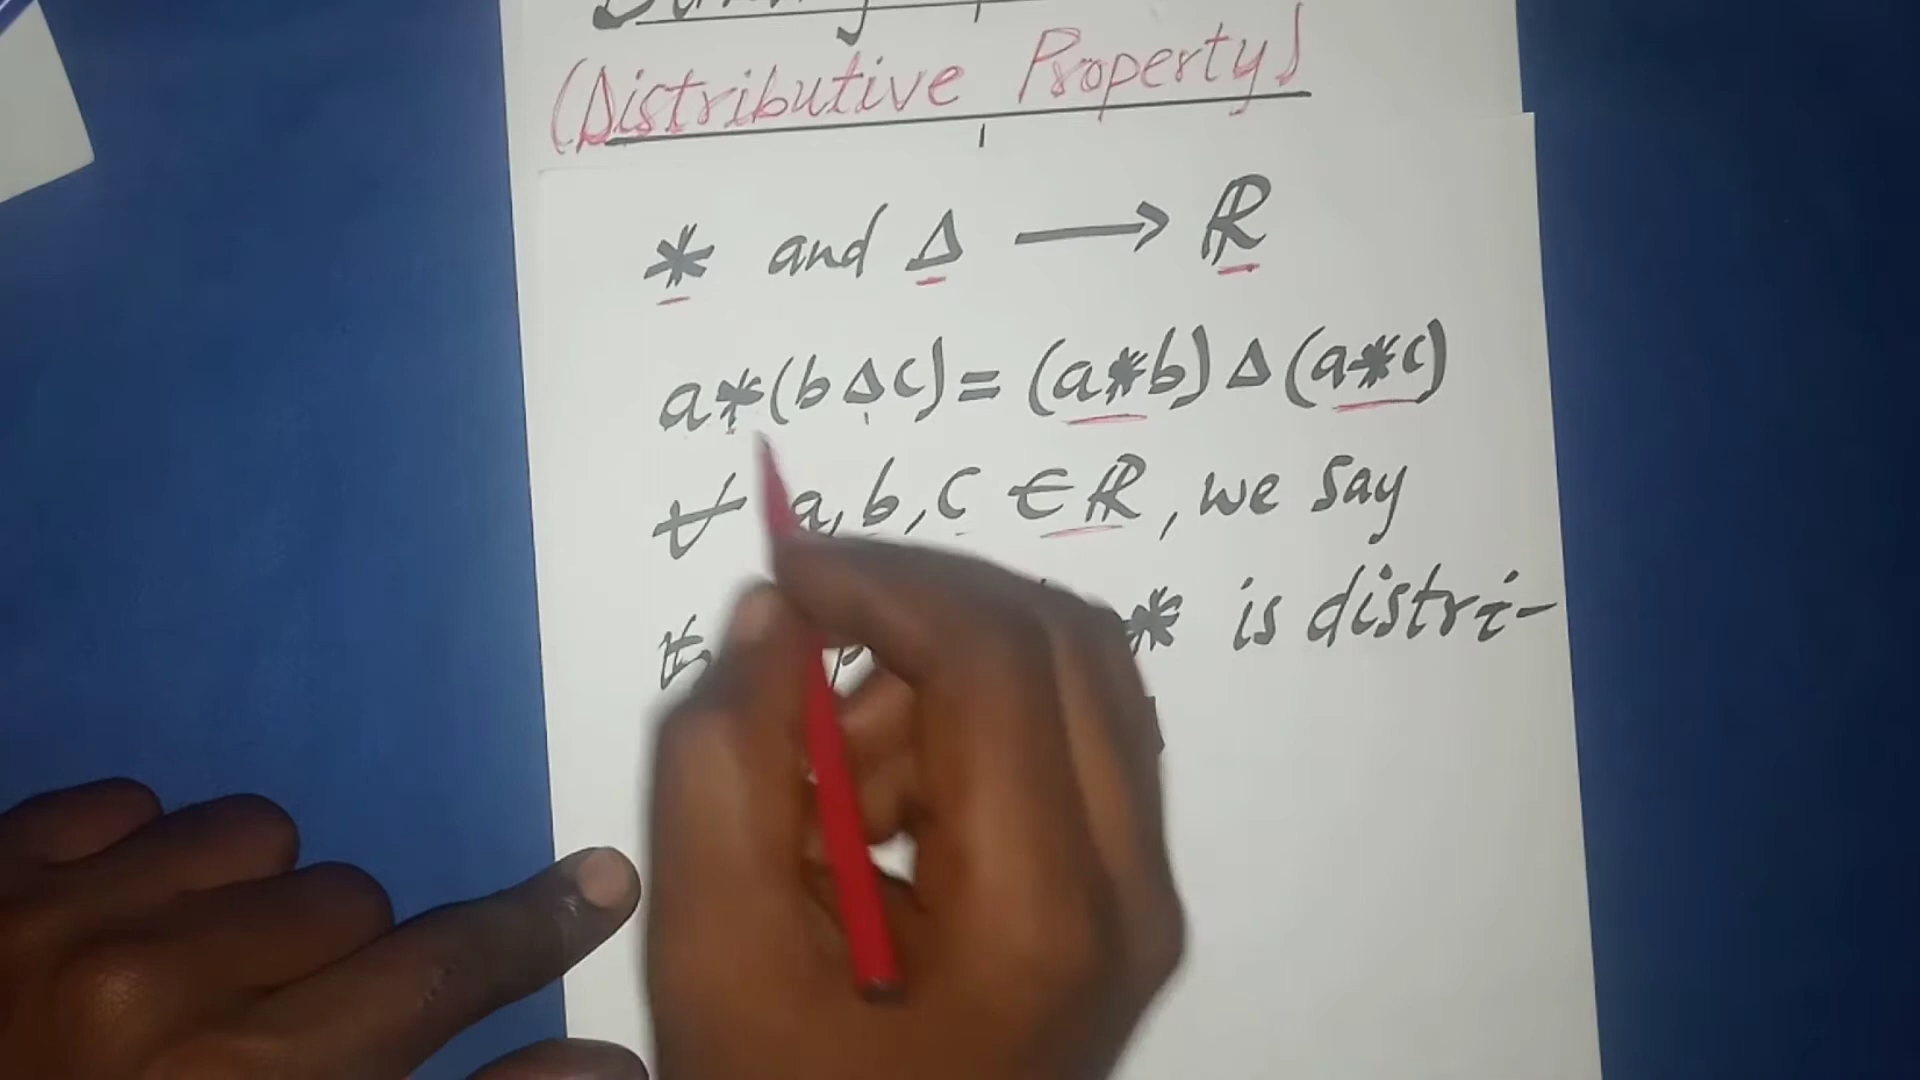 (Distributive Property)
* and Δ → ℝ
a*(bΔc)=(a*b)Δ(a*c)
∀ a, b, c ∈ ℝ, we say
* is distri-